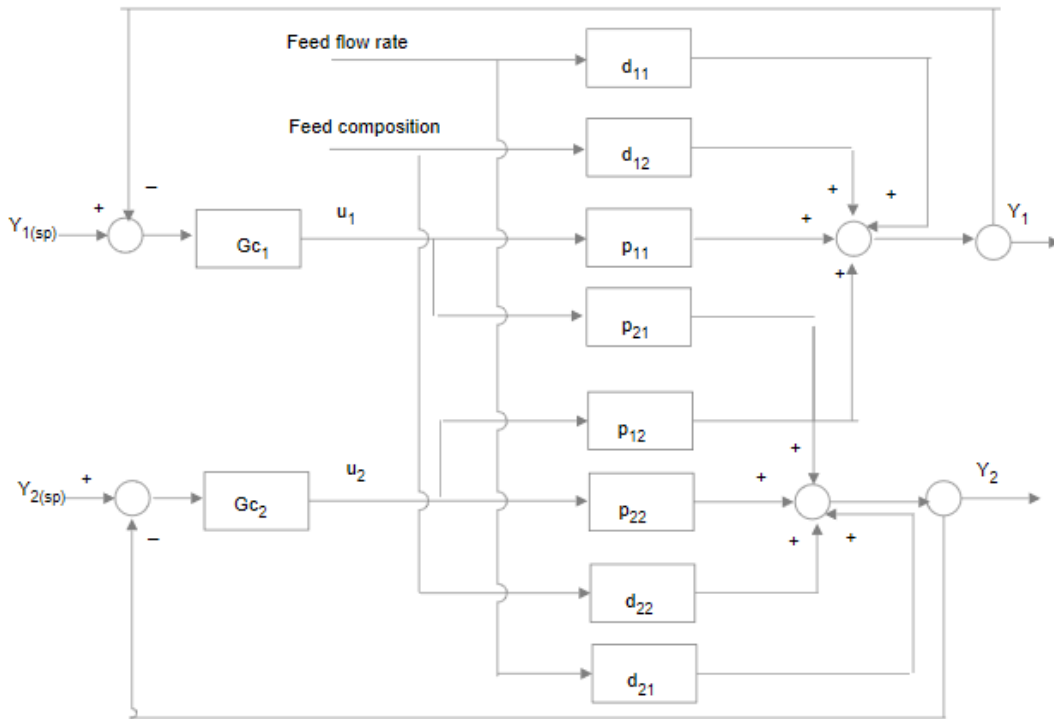 Feed flow rate
d11
Feed composition
d12
–
+
+
+
Y1(sp)
+
Gc1
u1
p11
+
Y1
+
p21
p12
+
Y2(sp)
+
Gc2
u2
p22
+
Y2
–
+
+
d22
d21